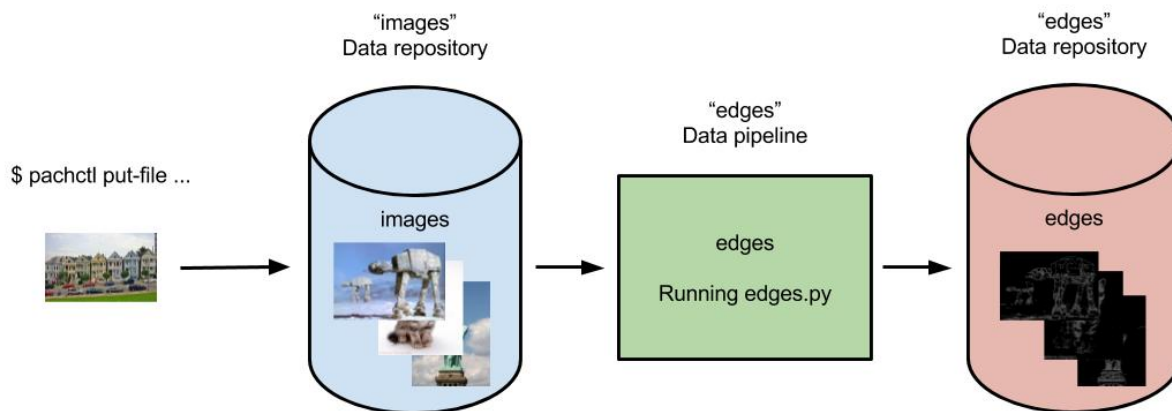 “images”
Data repository
“edges”
Data repository
“edges”
Data pipeline
$ pachctl put-file ...
images
edges
Running edges.py
edges